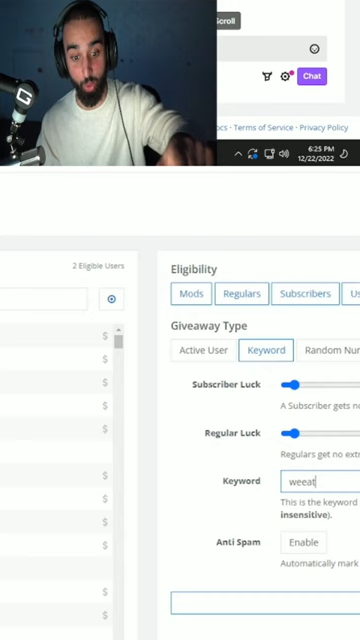 Scroll
Chat
Terms of Service - Privacy Policy
6:25 PM
12/22/2022
2 Eligible Users
Eligibility
Mods
Regulars
Subscribers
Giveaway Type
Active User
Keyword
Random Num
Subscriber Luck
A Subscriber gets no
Regular Luck
Regulars get no ext
Keyword
weeat
This is the keyword
insensitive).
Anti Spam
Enable
Automatically mark
G
$
$
$
$
$
$
$
$
$
$
$
$